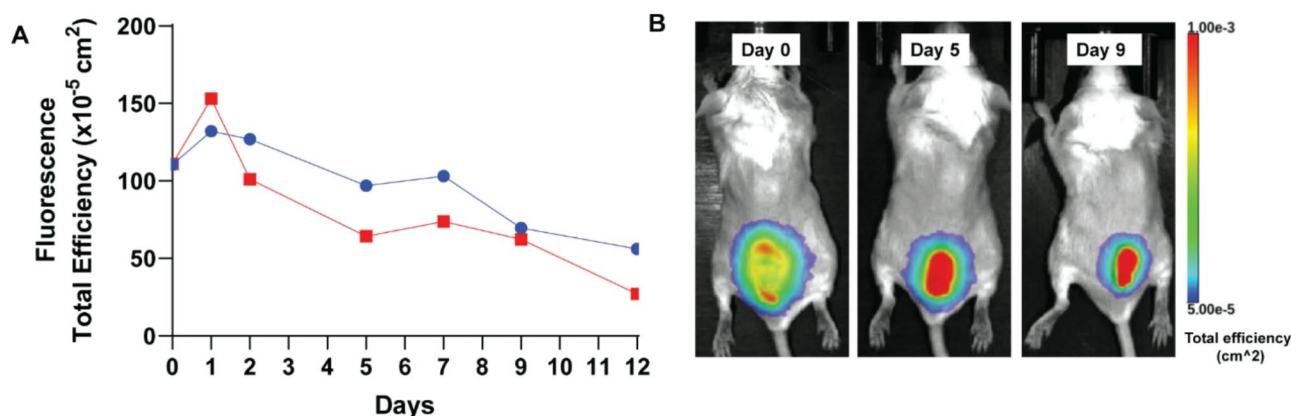 A
Fluorescence
Total Efficiency (x10⁻⁵ cm²)
200
150
100
50
0
0 1 2 3 4 5 6 7 8 9 10 11 12
Days
B
Day 0
Day 5
Day 9
1.00e-3
5.00e-5
Total efficiency
(cm^2)